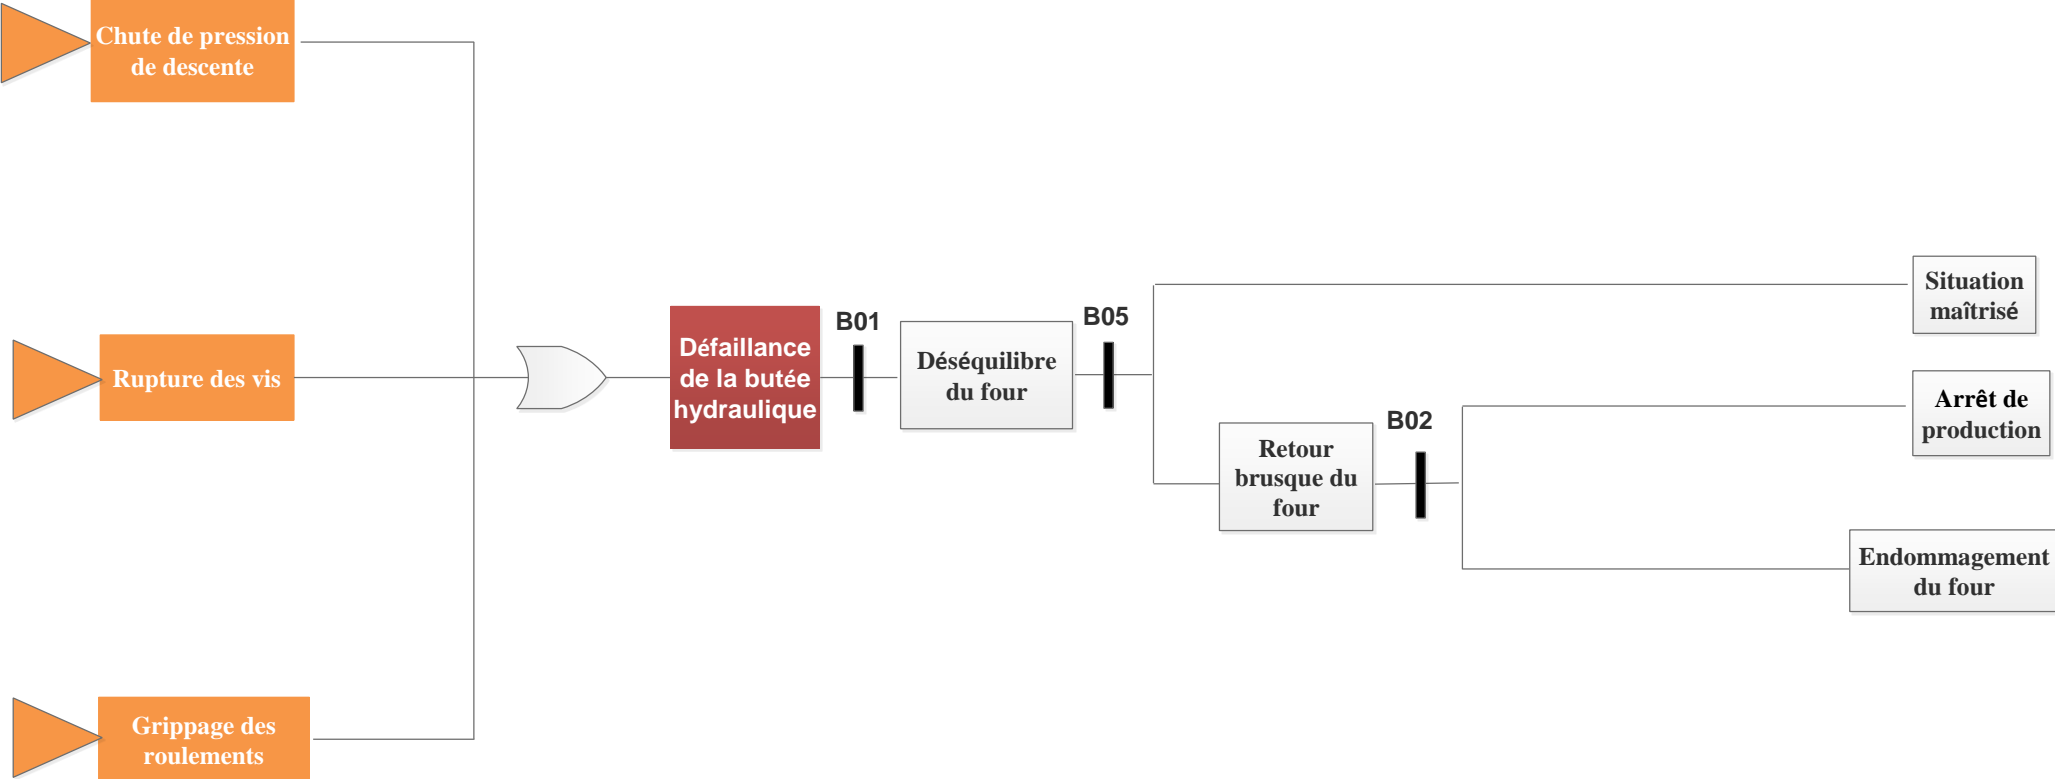 Chute de pression
de descente
Rupture des vis
Grippage des
roulements
Défaillance
de la butée
hydraulique
B01
Déséquilibre
du four
B05
Situation
maîtrisé
Retour
brusque du
four
B02
Arrêt de
production
Endommagement
du four